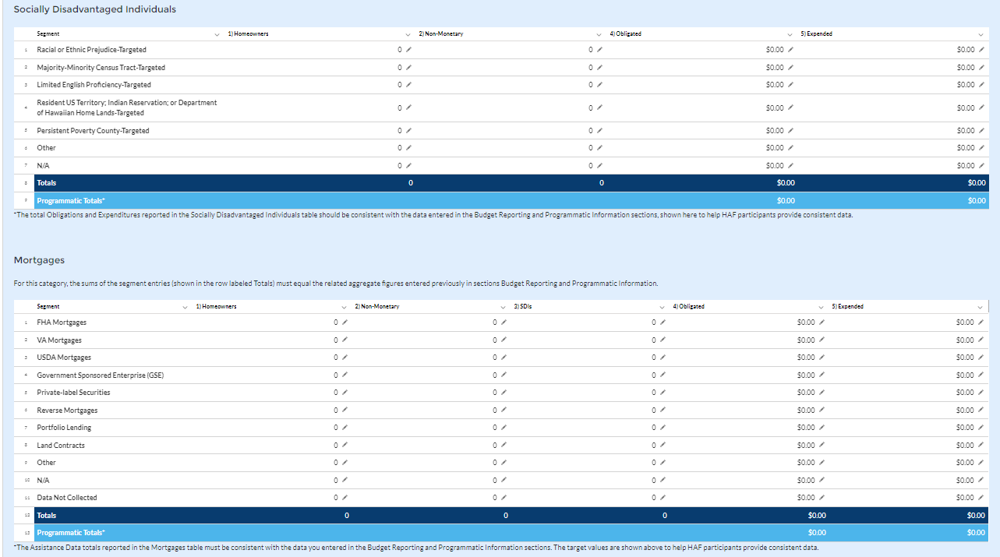 Socially Disadvantaged Individuals
Segment 1) Homeowners 2) Non-Monetary 4) Obligated 5) Expended
1 Racial or Ethnic Prejudice-Targeted 0 0 $0.00 $0.00
2 Majority-Minority Census Tract-Targeted 0 0 $0.00 $0.00
3 Limited English Proficiency-Targeted 0 0 $0.00 $0.00
4 Resident US Territory; Indian Reservation; or Department
of Hawaiian Home Lands-Targeted 0 0 $0.00 $0.00
5 Persistent Poverty County-Targeted 0 0 $0.00 $0.00
6 Other 0 0 $0.00 $0.00
7 N/A 0 0 $0.00 $0.00
8 Totals 0 0 $0.00 $0.00
9 Programmatic Totals* $0.00 $0.00
*The total Obligations and Expenditures reported in the Socially Disadvantaged Individuals table should be consistent with the data entered in the Budget Reporting and Programmatic Information sections, shown here to help HAF participants provide consistent data.
Mortgages
For this category, the sums of the segment entries (shown in the row labeled Totals) must equal the related aggregate figures entered previously in sections Budget Reporting and Programmatic Information.
Segment 1) Homeowners 2) Non-Monetary 3) SDIs 4) Obligated 5) Expended
1 FHA Mortgages 0 0 0 $0.00 $0.00
2 VA Mortgages 0 0 0 $0.00 $0.00
3 USDA Mortgages 0 0 0 $0.00 $0.00
4 Government Sponsored Enterprise (GSE) 0 0 0 $0.00 $0.00
5 Private-label Securities 0 0 0 $0.00 $0.00
6 Reverse Mortgages 0 0 0 $0.00 $0.00
7 Portfolio Lending 0 0 0 $0.00 $0.00
8 Land Contracts 0 0 0 $0.00 $0.00
9 Other 0 0 0 $0.00 $0.00
10 N/A 0 0 0 $0.00 $0.00
11 Data Not Collected 0 0 0 $0.00 $0.00
12 Totals 0 0 0 $0.00 $0.00
13 Programmatic Totals* $0.00 $0.00
*The Assistance Data totals reported in the Mortgages table must be consistent with the data you entered in the Budget Reporting and Programmatic Information sections. The target values are shown above to help HAF participants provide consistent data.